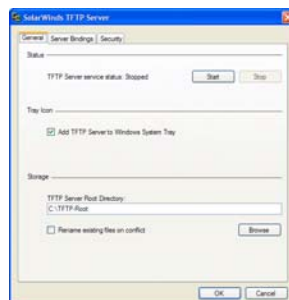 SolarWinds TFTP Server
General Server Bindings Security
Status
TFTP Server service status: Stopped
Start Stop
Tray Icon
Add TFTP Server to Windows System Tray
Storage
TFTP Server Root Directory
C:\TFTP-Root
Rename existing files on conflict
Browse
OK Cancel